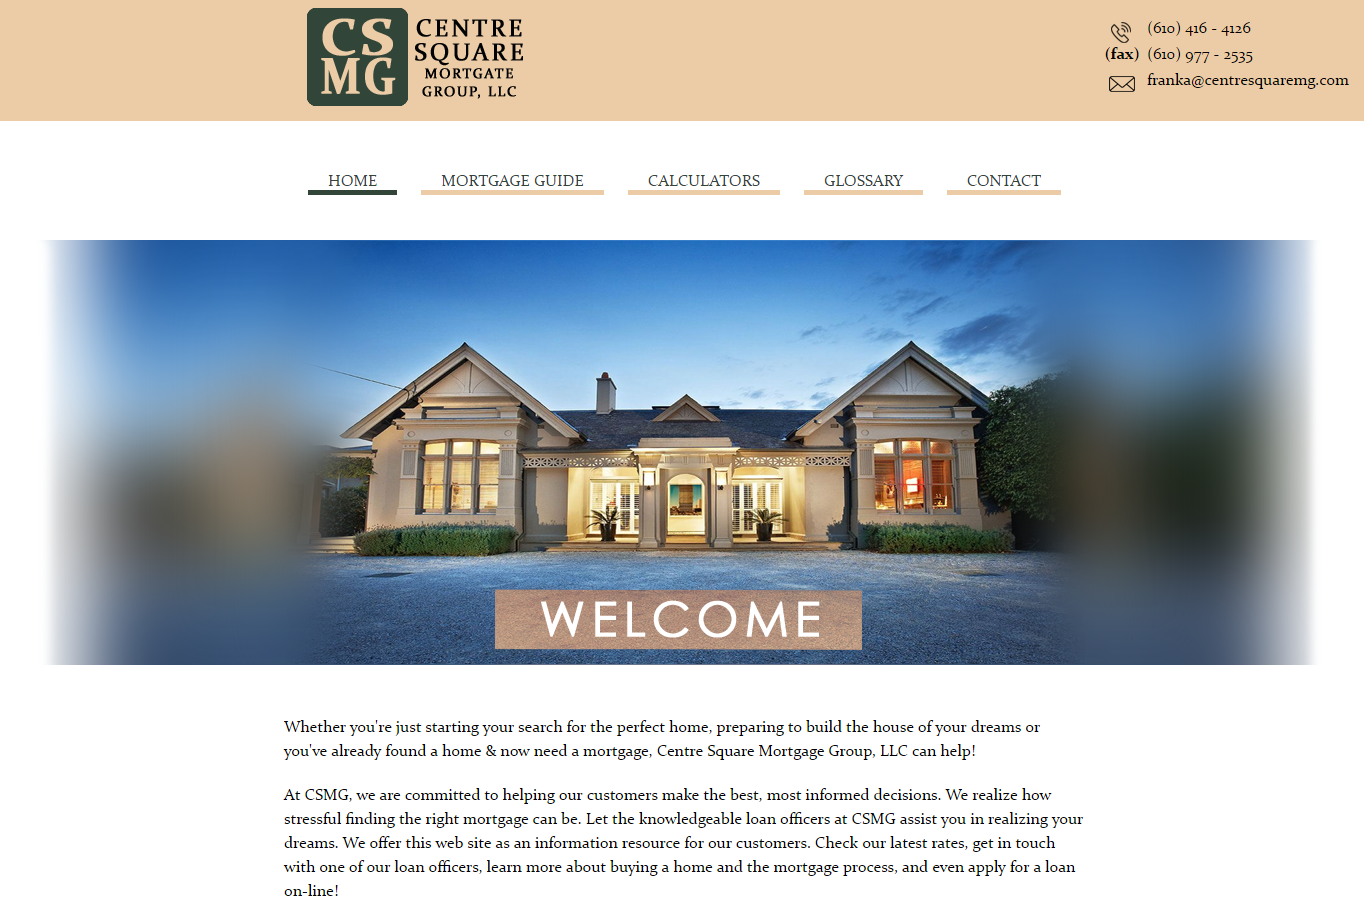 CS
MG
CENTRE
SQUARE
MORTGATE
GROUP, LLC
(610) 416 - 4126
(fax) (610) 977 - 2535
franka@centresquaremg.com
HOME MORTGAGE GUIDE CALCULATORS GLOSSARY CONTACT
WELCOME
Whether you're just starting your search for the perfect home, preparing to build the house of your dreams or
you've already found a home & now need a mortgage, Centre Square Mortgage Group, LLC can help!
At CSMG, we are committed to helping our customers make the best, most informed decisions. We realize how
stressful finding the right mortgage can be. Let the knowledgeable loan officers at CSMG assist you in realizing your
dreams. We offer this web site as an information resource for our customers. Check our latest rates, get in touch
with one of our loan officers, learn more about buying a home and the mortgage process, and even apply for a loan
on-line!